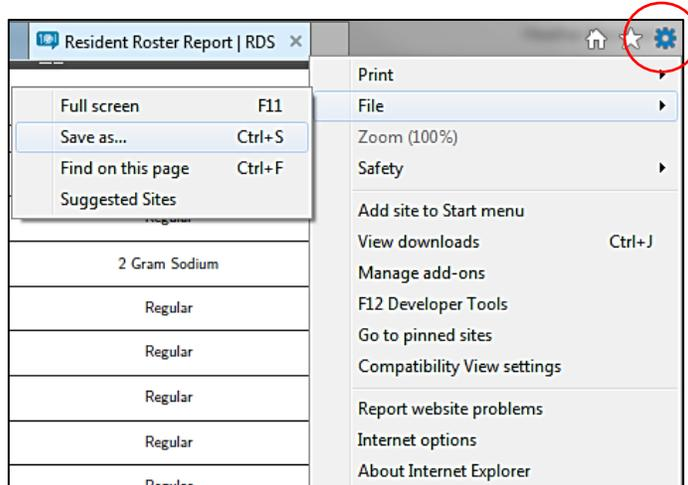 Resident Roster Report | RDS ×
Print
File
Zoom (100%)
Safety
Add site to Start menu
View downloads Ctrl+J
Manage add-ons
F12 Developer Tools
Go to pinned sites
Compatibility View settings
Report website problems
Internet options
About Internet Explorer
Full screen F11
Save as... Ctrl+S
Find on this page Ctrl+F
Suggested Sites
Regular
2 Gram Sodium
Regular
Regular
Regular
Regular
Regular